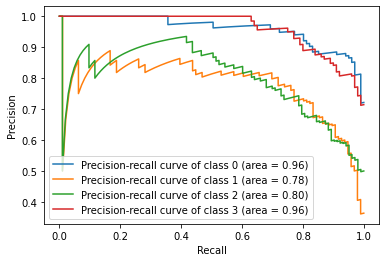 1.0
0.9
0.8
0.7
0.6
0.5
0.4
Precision
Precision-recall curve of class 0 (area = 0.96)
Precision-recall curve of class 1 (area = 0.78)
Precision-recall curve of class 2 (area = 0.80)
Precision-recall curve of class 3 (area = 0.96)
0.0 0.2 0.4 0.6 0.8 1.0
Recall